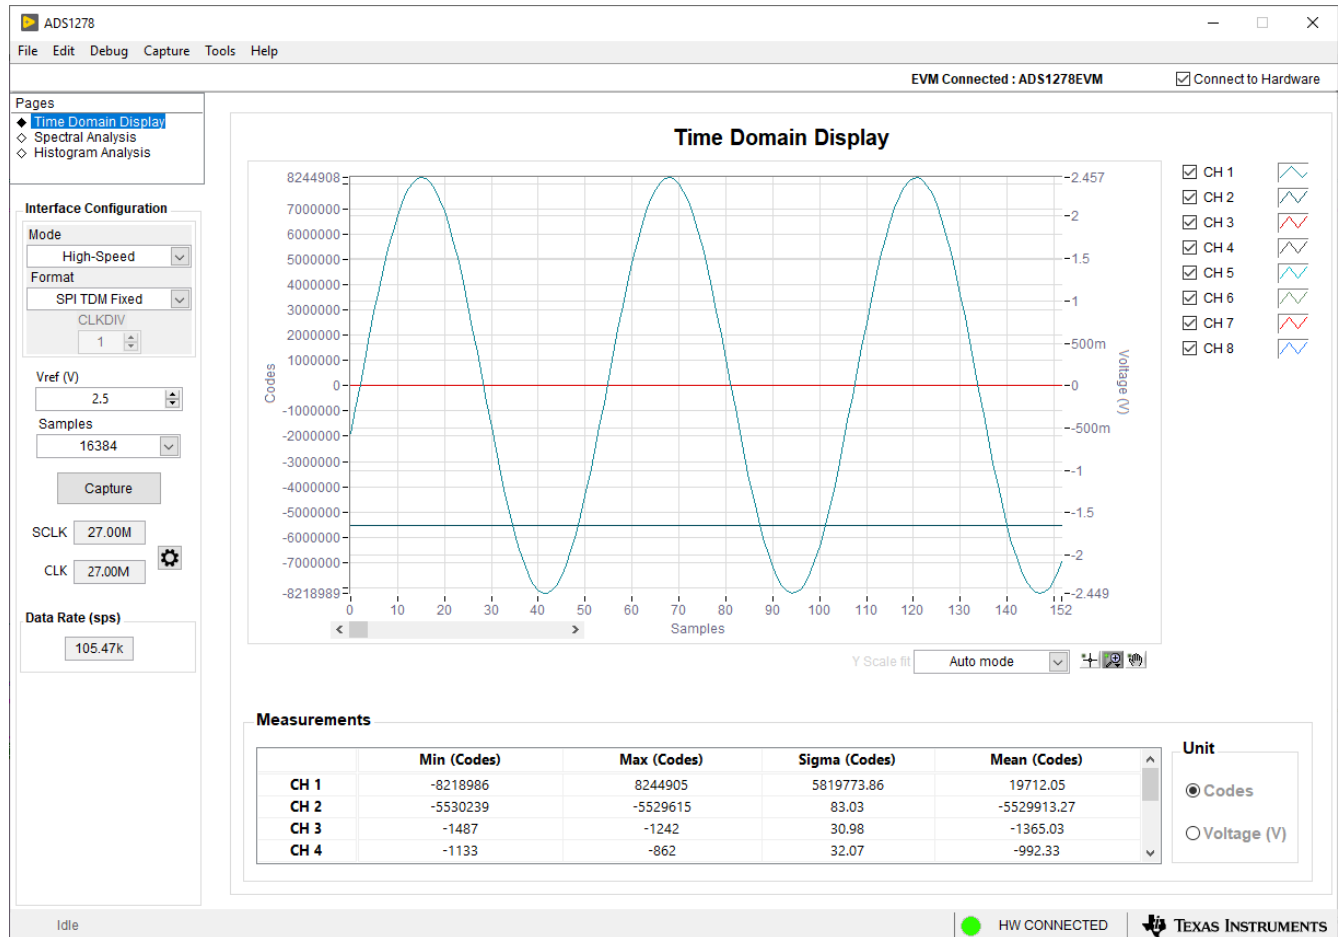 ADS1278
File Edit Debug Capture Tools Help
EVM Connected : ADS1278EVM
Connect to Hardware
Pages
Time Domain Display
Spectral Analysis
Histogram Analysis
Interface Configuration
Mode
High-Speed
Format
SPI TDM Fixed
CLKDIV
1
Vref (V)
2.5
Samples
16384
Capture
SCLK 27.00M
CLK 27.00M
Data Rate (sps)
105.47k
Time Domain Display
Codes
8244908
7000000
6000000
5000000
4000000
3000000
2000000
1000000
0
-1000000
-2000000
-3000000
-4000000
-5000000
-6000000
-7000000
-8218989
2.457
2
1.5
1
500m
0
-500m
-1
-1.5
-2
-2.449
Voltage (V)
0 10 20 30 40 50 60 70 80 90 100 110 120 130 140 152
Samples
CH 1
CH 2
CH 3
CH 4
CH 5
CH 6
CH 7
CH 8
Y Scale fit Auto mode
Measurements
Min (Codes) Max (Codes) Sigma (Codes) Mean (Codes)
CH 1 -8218986 8244905 5819773.86 19712.05
CH 2 -5530239 -5529615 83.03 -5529913.27
CH 3 -1487 -1242 30.98 -1365.03
CH 4 -1133 -862 32.07 -992.33
Unit
Codes
Voltage (V)
Idle
HW CONNECTED
TEXAS INSTRUMENTS